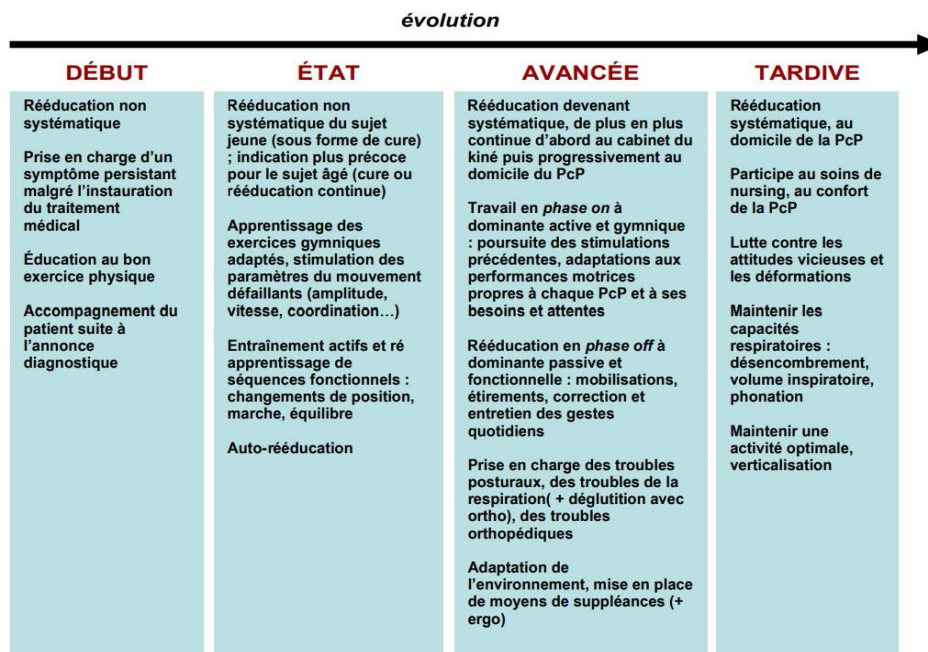 évolution
DÉBUT
Rééducation non
systématique
Prise en charge d’un
symptôme persistant
malgré l’instauration
du traitement
médical
Éducation au bon
exercice physique
Accompagnement du
patient suite à
l’annonce
diagnostique
ÉTAT
Rééducation non
systématique du sujet
jeune (sous forme de cure)
; indication plus précoce
pour le sujet âgé (cure ou
rééducation continue)
Apprentissage des
exercices gymniques
adaptés, stimulation des
paramètres du mouvement
défaillants (amplitude,
vitesse, coordination…)
Entraînement actifs et ré
apprentissage de
séquences fonctionnels :
changements de position,
marche, équilibre
Auto-rééducation
AVANCÉE
Rééducation devenant
systématique, de plus en plus
continue d’abord au cabinet du
kiné puis progressivement au
domicile du PcP
Travail en phase on à
dominante active et gymnique
: poursuite des stimulations
précédentes, adaptations aux
performances motrices
propres à chaque PcP et à ses
besoins et attentes
Rééducation en phase off à
dominante passive et
fonctionnelle : mobilisations,
étirements, correction et
entretien des gestes
quotidiens
Prise en charge des troubles
posturaux, des troubles de la
respiration( + déglutition avec
ortho), des troubles
orthopédiques
Adaptation de
l’environnement, mise en place
de moyens de suppléances (+
ergo)
TARDIVE
Rééducation
systématique, au
domicile de la PcP
Participe au soins de
nursing, au confort
de la PcP
Lutte contre les
attitudes vicieuses et
les déformations
Maintenir les
capacités
respiratoires :
désencombrement,
volume inspiratoire,
phonation
Maintenir une
activité optimale,
verticalisation